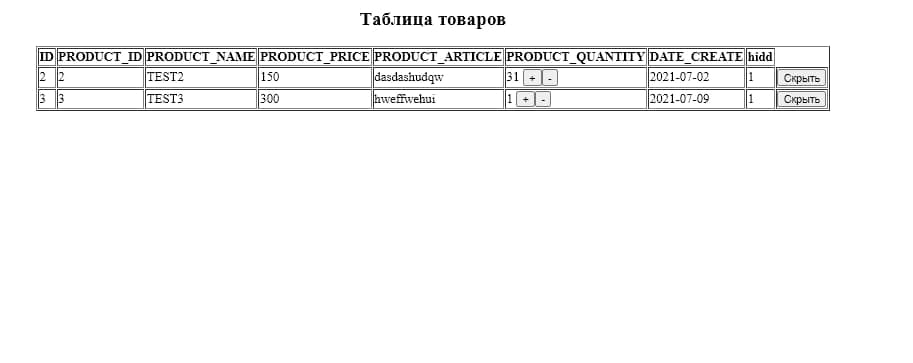 Таблица товаров
ID PRODUCT_ID PRODUCT_NAME PRODUCT_PRICE PRODUCT_ARTICLE PRODUCT_QUANTITY DATE_CREATE hidd
2 2 TEST2 150 dasdashudqw 31 + - 2021-07-02 1 Скрыть
3 3 TEST3 300 hweffwehui 1 + - 2021-07-09 1 Скрыть